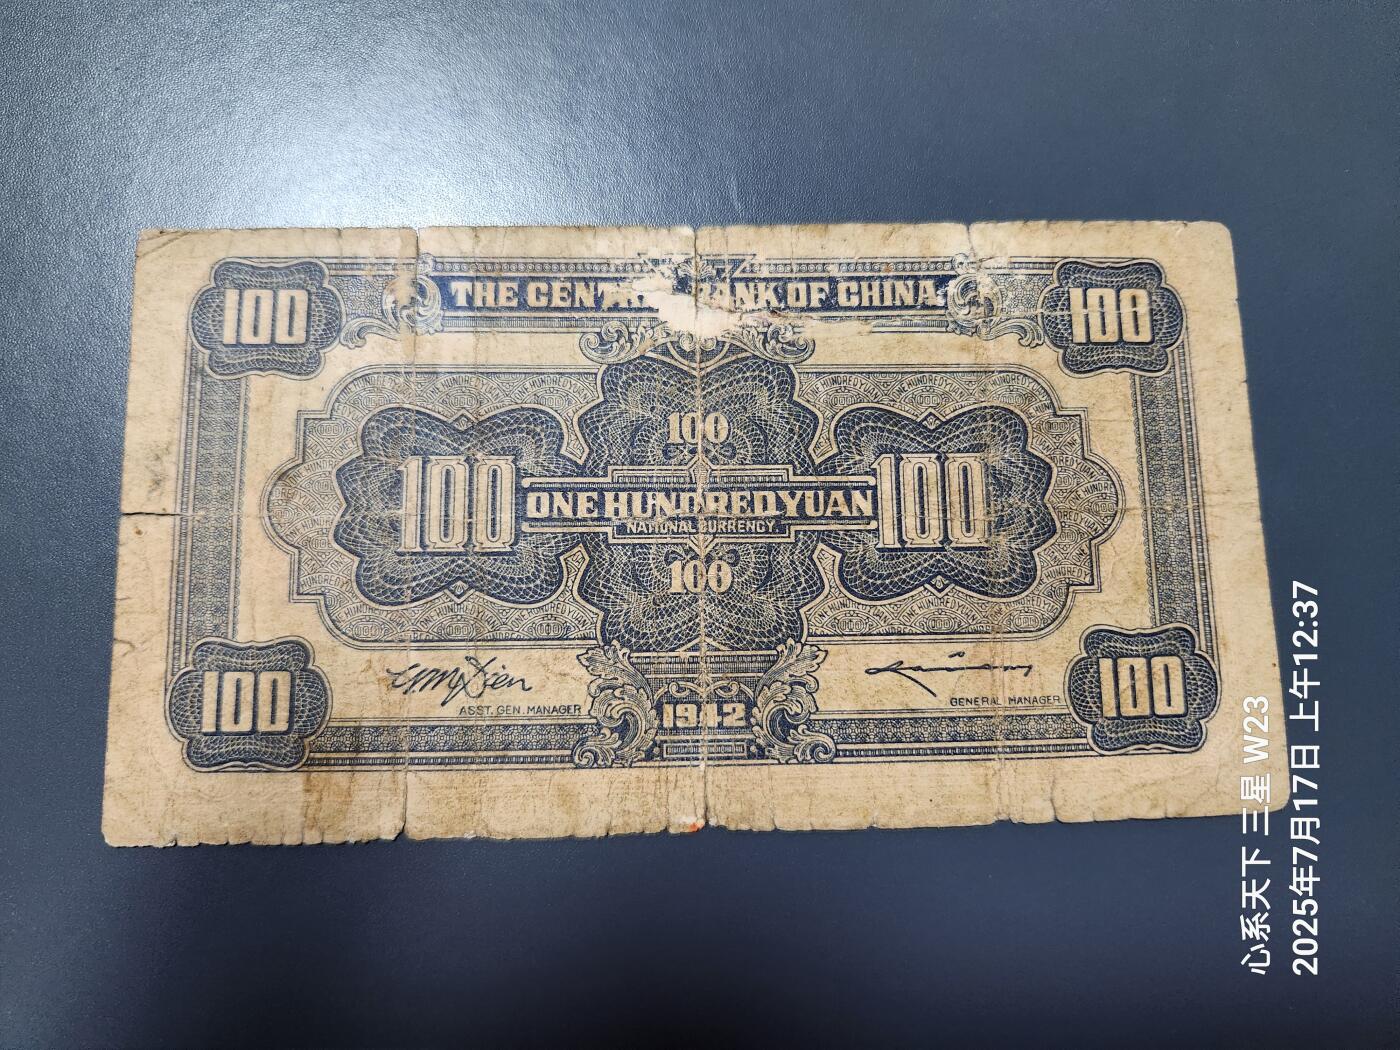 THE CENTRAL BANK OF CHINA
100
100
100
100
100
ONE HUNDRED YUAN
NATIONAL CURRENCY
100
100
100
100
ASST. GEN. MANAGER
GENERAL MANAGER
1942
心系天下 三星 W23
2025年7月17日 上午12:37